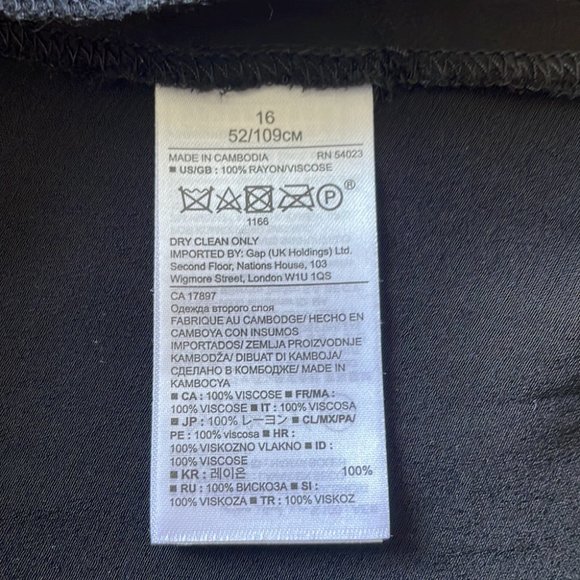 16
52/109CM
MADE IN CAMBODIA RN 54023
■ US/GB : 100% RAYON/VISCOSE
P ®
1166
DRY CLEAN ONLY
IMPORTED BY: Gap (UK Holdings) Ltd.
Second Floor, Nations House, 103
Wigmore Street, London W1U 1QS
CA 17897
Одежда второго слоя
FABRIQUE AU CAMBODGE/ HECHO EN
CAMBOYA CON INSUMOS
IMPORTADOS/ ZEMLJA PROIZVODNJE
KAMBODŽA/ DIBUAT DI KAMBOJA/
СДЕЛАНО В КОМБОДЖЕ/ MADE IN
KAMBOCYA
■ CA : 100% VISCOSE ■ FR/MA :
100% VISCOSE ■ IT : 100% VISCOSA
■ JP : 100% レーヨン ■ CL/MX/PA/
PE : 100% viscosa ■ HR :
100% VISKOZNO VLAKNO ■ ID :
100% VISCOSE
■ KR : 레이온 100%
■ RU : 100% ВИСКОЗА ■ SI :
100% VISKOZA ■ TR : 100% VISKOZ